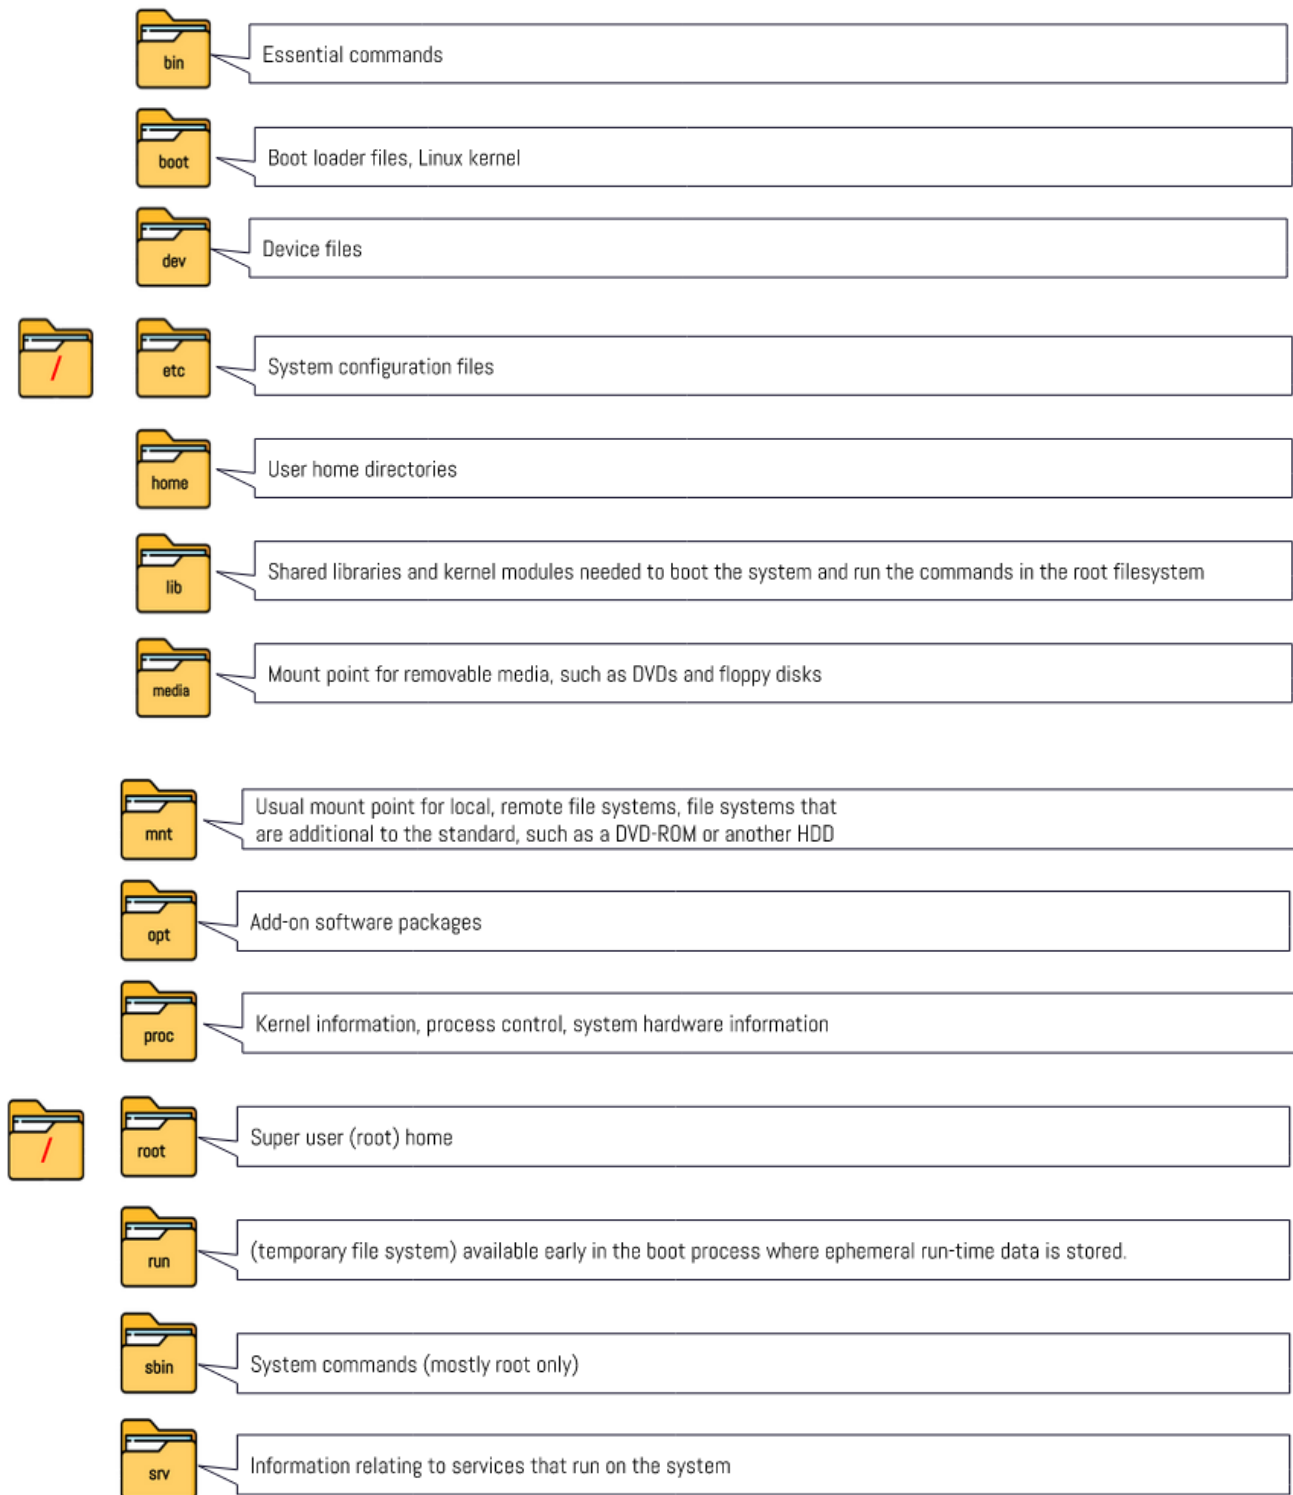 bin
Essential commands
boot
Boot loader files, Linux kernel
dev
Device files
/
etc
System configuration files
home
User home directories
lib
Shared libraries and kernel modules needed to boot the system and run the commands in the root filesystem
media
Mount point for removable media, such as DVDs and floppy disks
mnt
Usual mount point for local, remote file systems, file systems that
are additional to the standard, such as a DVD-ROM or another HDD
opt
Add-on software packages
proc
Kernel information, process control, system hardware information
/
root
Super user (root) home
run
(temporary file system) available early in the boot process where ephemeral run-time data is stored.
sbin
System commands (mostly root only)
srv
Information relating to services that run on the system